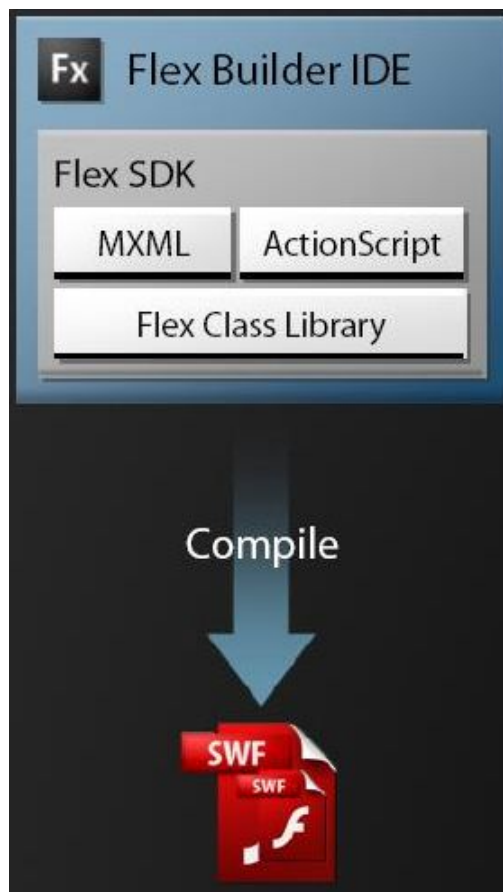 Fx Flex Builder IDE
Flex SDK
MXML ActionScript
Flex Class Library
Compile
SWF
SWF